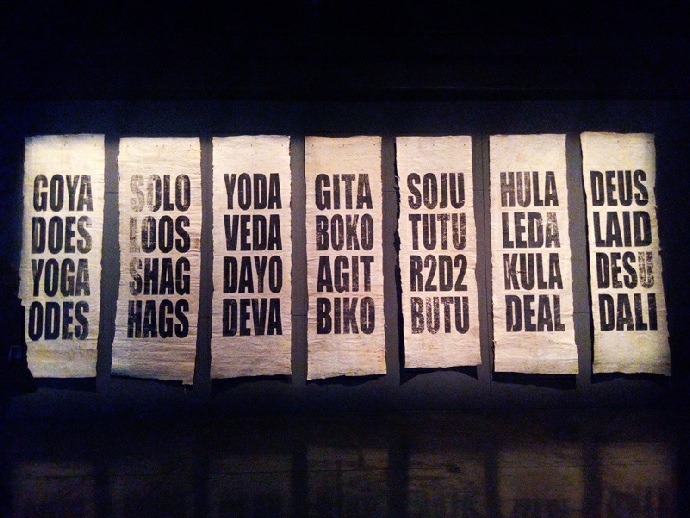 GOYA
DOES
YOGA
ODES
SOLO
LOOS
SHAG
HAGS
YODA
VEDA
DAYO
DEVA
GITA
BOKO
AGIT
BIKO
SOJU
TUTU
R2D2
BUTU
HULA
LEDA
KULA
DEAL
DEUS
LAID
DESU
DALI